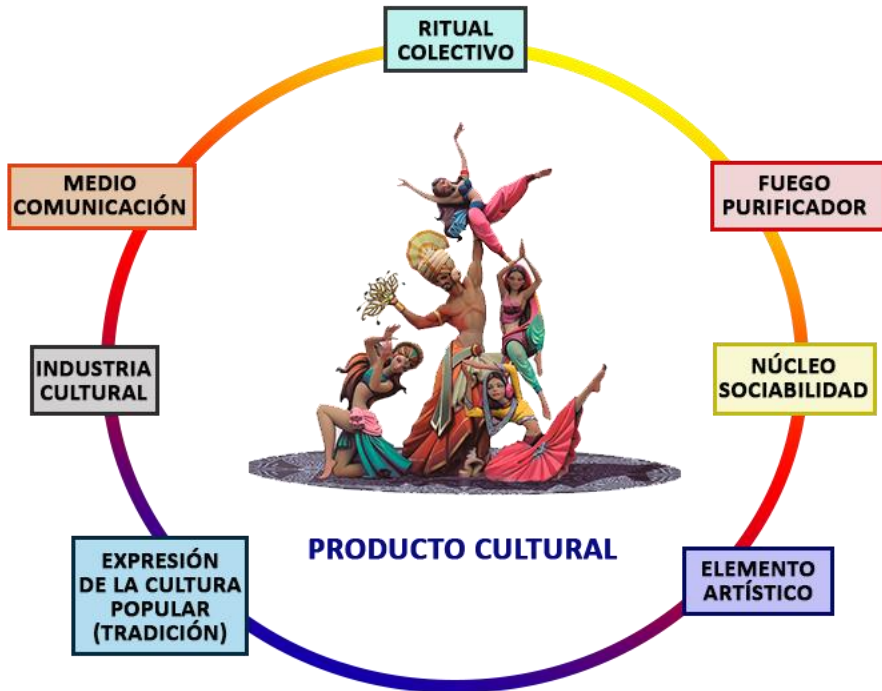 RITUAL
COLECTIVO
MEDIO
COMUNICACIÓN
FUEGO
PURIFICADOR
INDUSTRIA
CULTURAL
NÚCLEO
SOCIABILIDAD
EXPRESIÓN
DE LA CULTURA
POPULAR
(TRADICIÓN)
PRODUCTO CULTURAL
ELEMENTO
ARTÍSTICO